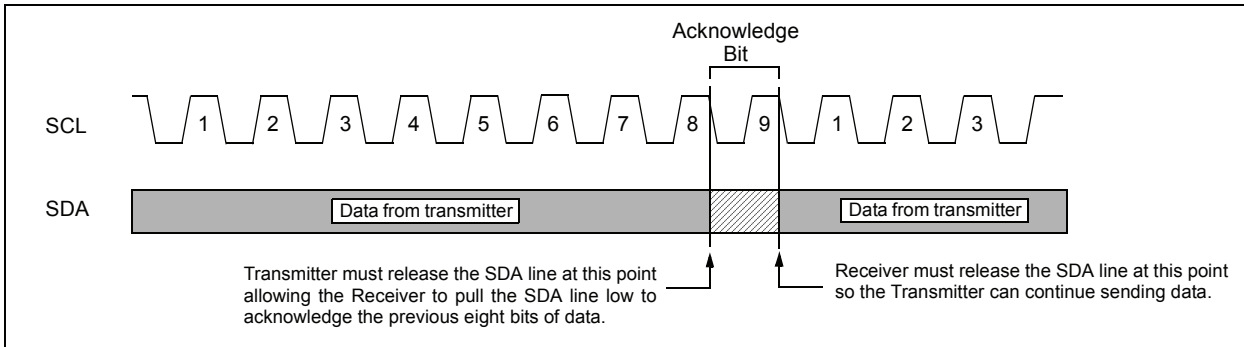 Acknowledge
Bit
SCL
1 2 3 4 5 6 7 8 9 1 2 3
SDA
Data from transmitter
Data from transmitter
Transmitter must release the SDA line at this point
allowing the Receiver to pull the SDA line low to
acknowledge the previous eight bits of data.
Receiver must release the SDA line at this point
so the Transmitter can continue sending data.